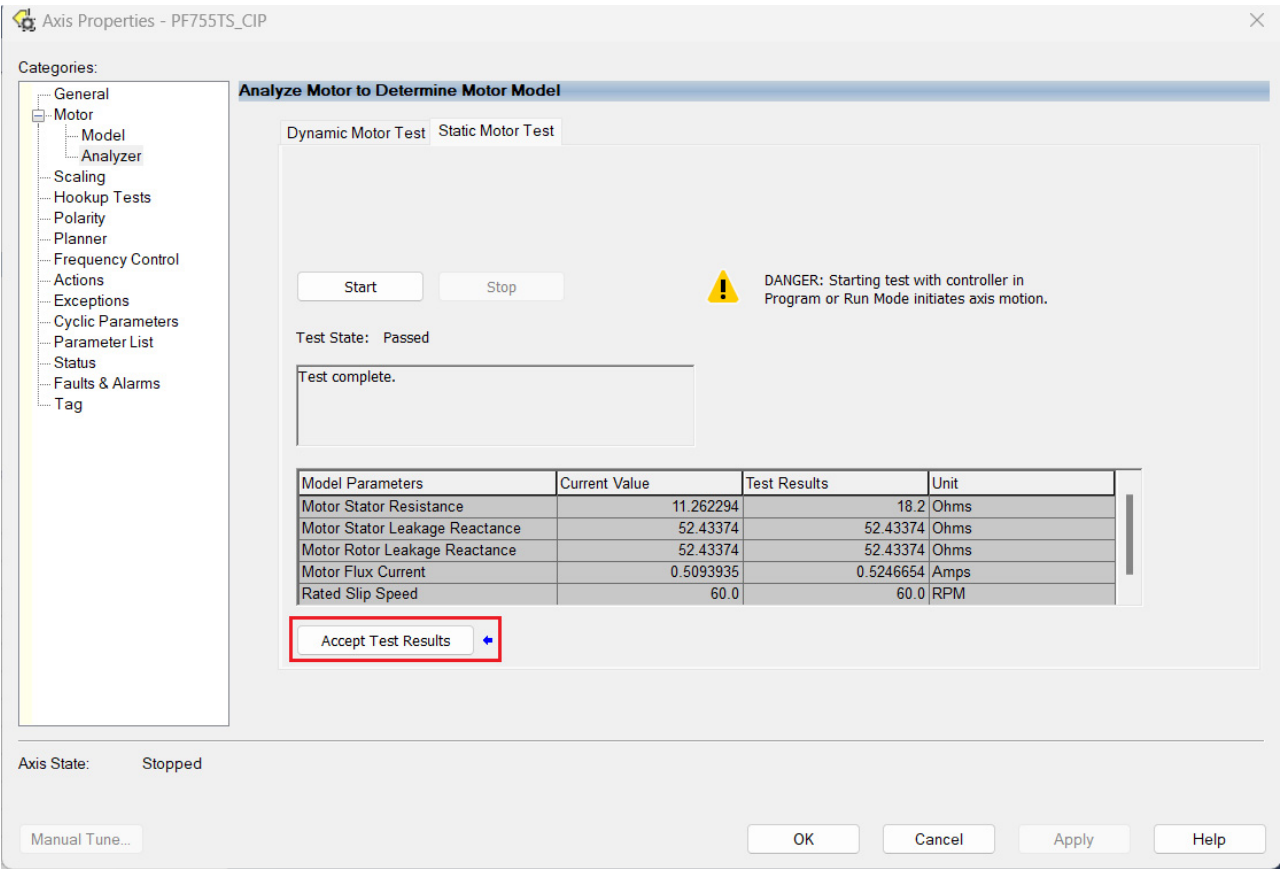 Axis Properties - PF755TS_CIP
Categories:
General
Motor
Model
Analyzer
Scaling
Hookup Tests
Polarity
Planner
Frequency Control
Actions
Exceptions
Cyclic Parameters
Parameter List
Status
Faults & Alarms
Tag
Analyze Motor to Determine Motor Model
Dynamic Motor Test Static Motor Test
Start Stop
DANGER: Starting test with controller in
Program or Run Mode initiates axis motion.
Test State: Passed
Test complete.
Model Parameters Current Value Test Results Unit
Motor Stator Resistance 11.262294 18.2 Ohms
Motor Stator Leakage Reactance 52.43374 52.43374 Ohms
Motor Rotor Leakage Reactance 52.43374 52.43374 Ohms
Motor Flux Current 0.5093935 0.5246654 Amps
Rated Slip Speed 60.0 60.0 RPM
Accept Test Results
Axis State: Stopped
Manual Tune... OK Cancel Apply Help